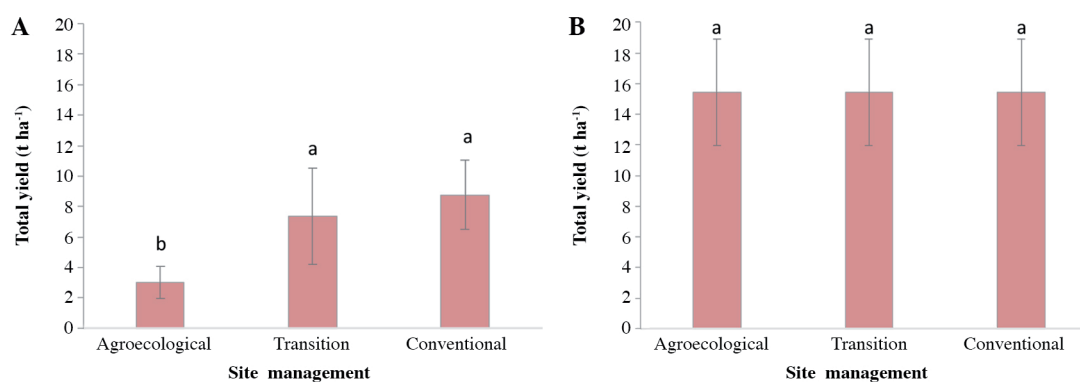 A
Total yield (t ha⁻¹)
20
18
16
14
12
10
8
6
4
2
0
b
a
a
Agroecological Transition Conventional
Site management
B
Total yield (t ha⁻¹)
20
18
16
14
12
10
8
6
4
2
0
a
a
a
Agroecological Transition Conventional
Site management